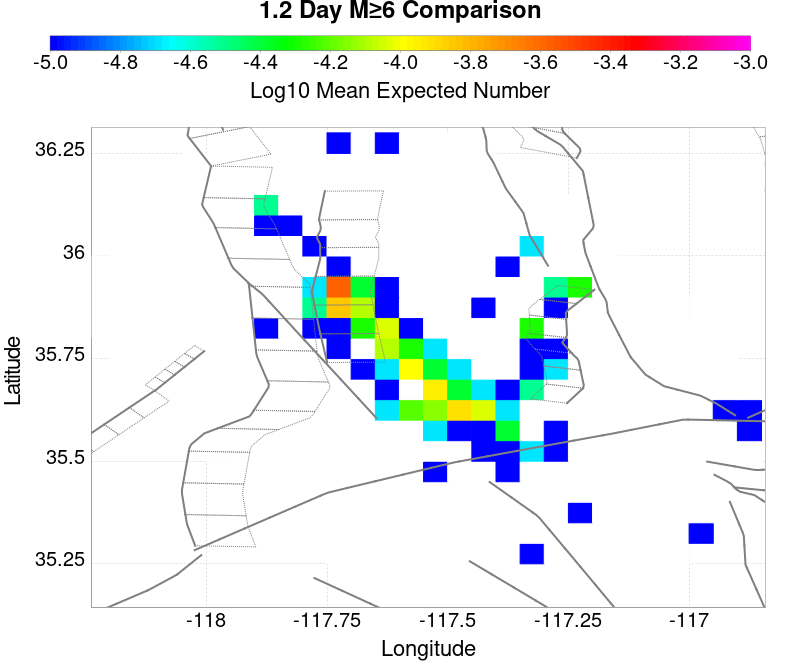 1.2 Day M≥6 Comparison
-5.0 -4.8 -4.6 -4.4 -4.2 -4.0 -3.8 -3.6 -3.4 -3.2 -3.0
Log10 Mean Expected Number
36.25
36
35.75
35.5
35.25
Latitude
-118 -117.75 -117.5 -117.25 -117
Longitude